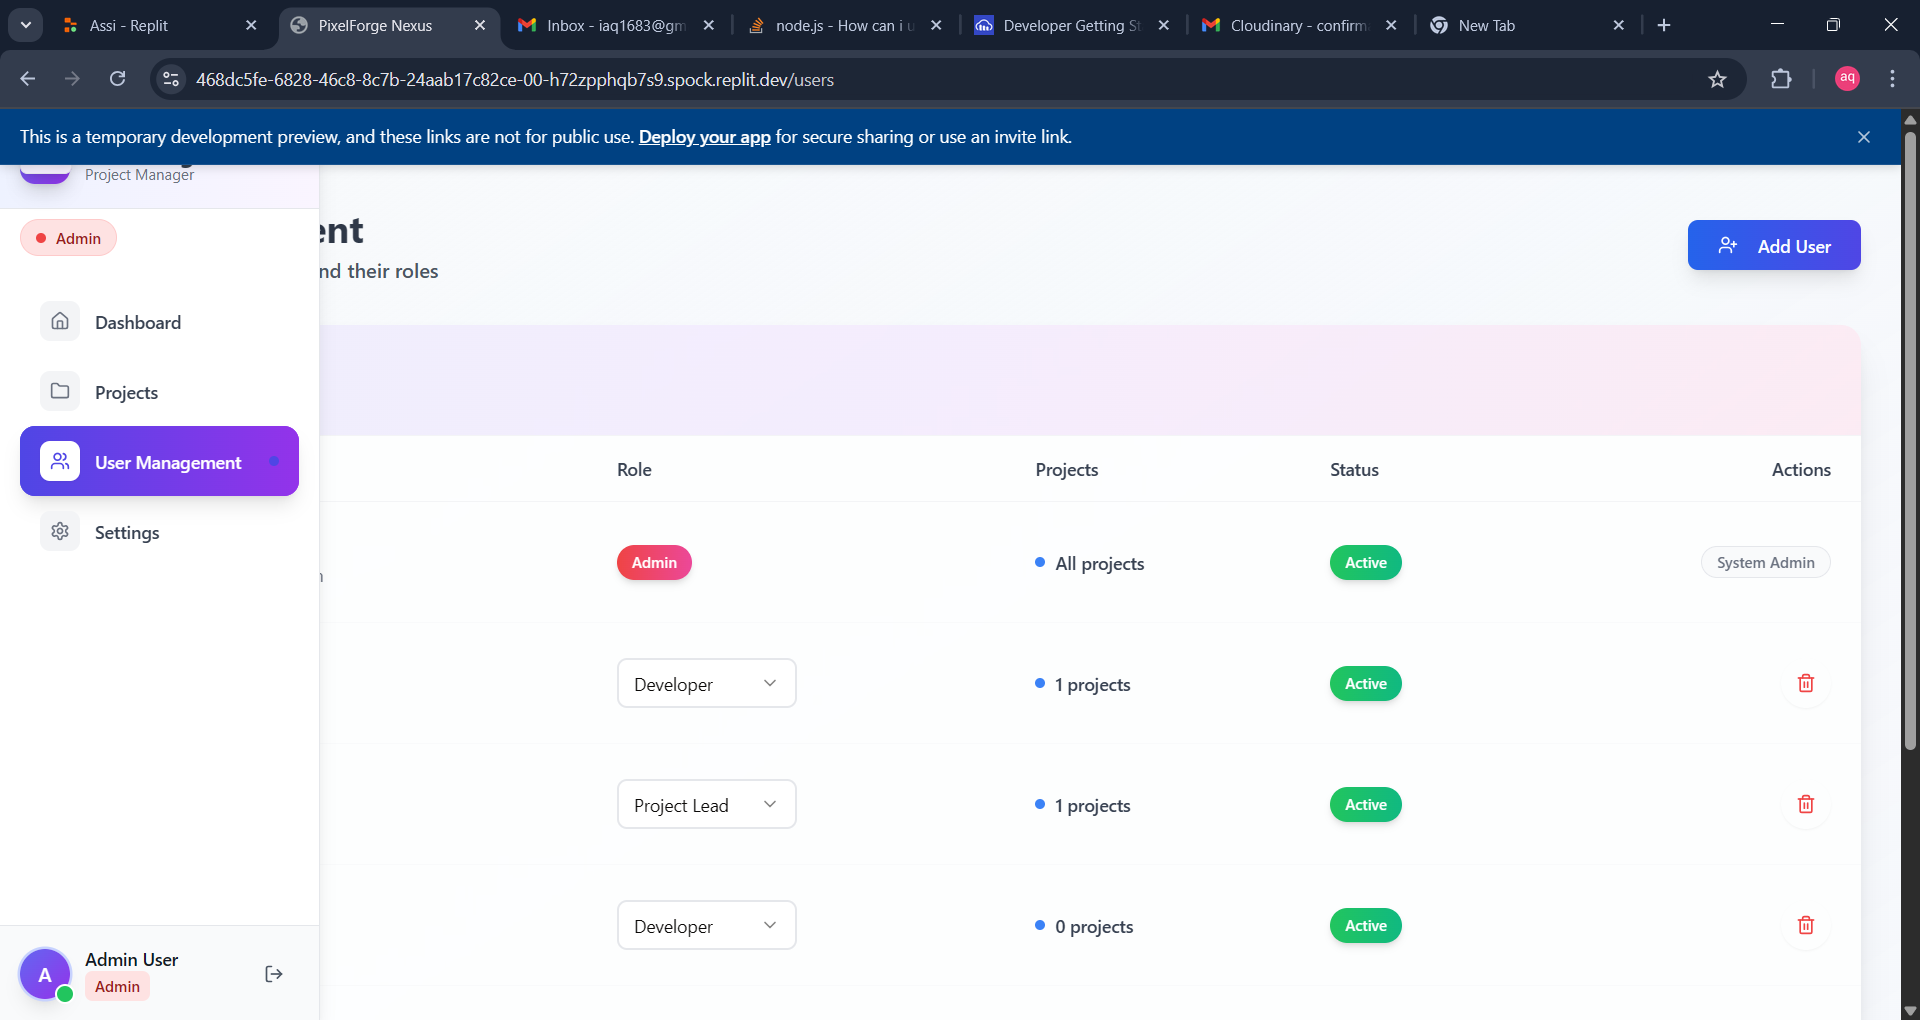 Assi - Replit
PixelForge Nexus
Inbox - iaq1683@gm
node.js - How can i u
Developer Getting St
Cloudinary - confirm
New Tab
468dc5fe-6828-46c8-8c7b-24aab17c82ce-00-h72zpphqb7s9.spock.replit.dev/users
aq
This is a temporary development preview, and these links are not for public use. Deploy your app for secure sharing or use an invite link.
Project Manager
Admin
Dashboard
Projects
User Management
Settings
Admin User
A
Admin
ent
nd their roles
Add User
Role Projects Status Actions
Admin All projects Active System Admin
Developer 1 projects Active
Project Lead 1 projects Active
Developer 0 projects Active